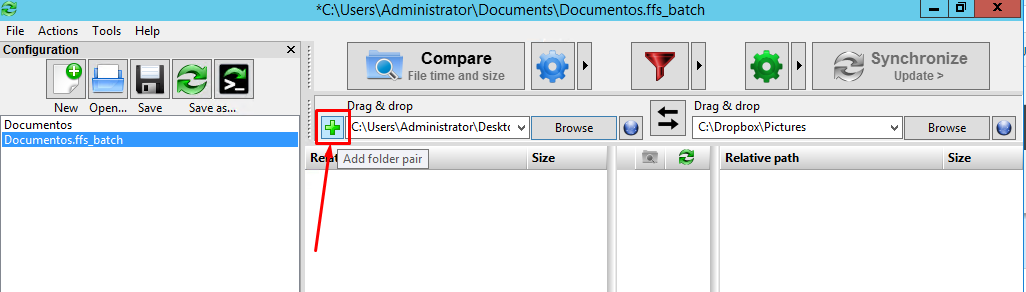 *C:\Users\Administrator\Documents\Documentos.ffs_batch
File Actions Tools Help
Configuration
New Open... Save Save as...
Documentos
Documentos.ffs_batch
Compare
File time and size
Synchronize
Update >
Drag & drop
Drag & drop
C:\Users\Administrator\Deskto
Browse
C:\Dropbox\Pictures
Browse
Add folder pair
Size
Relative path
Size